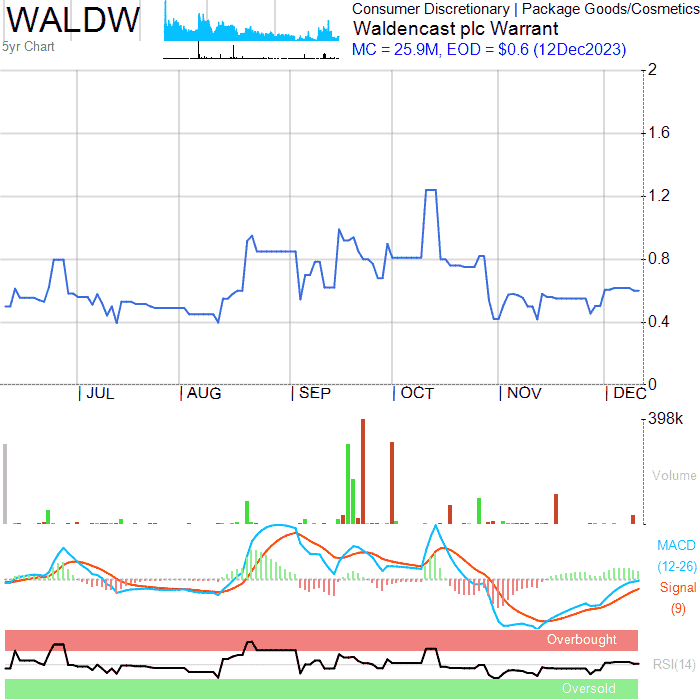 WALDW
5yr Chart
Consumer Discretionary | Package Goods/Cosmetics
Waldencast plc Warrant
MC = 25.9M, EOD = $0.6 (12Dec2023)
2
1.6
1.2
0.8
0.4
0
| JUL | AUG | SEP | OCT | NOV | DEC
398k
Volume
MACD
(12-26)
Signal
(9)
Overbought
RSI(14)
Oversold